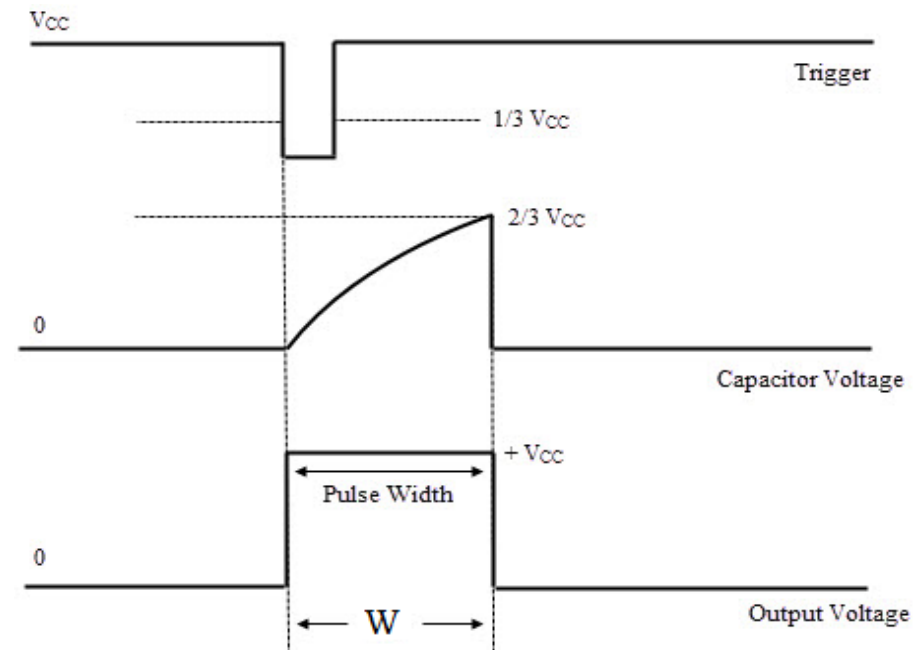 VCC
Trigger
1/3 VCC
2/3 VCC
0
Capacitor Voltage
+ VCC
Pulse Width
0
W
Output Voltage